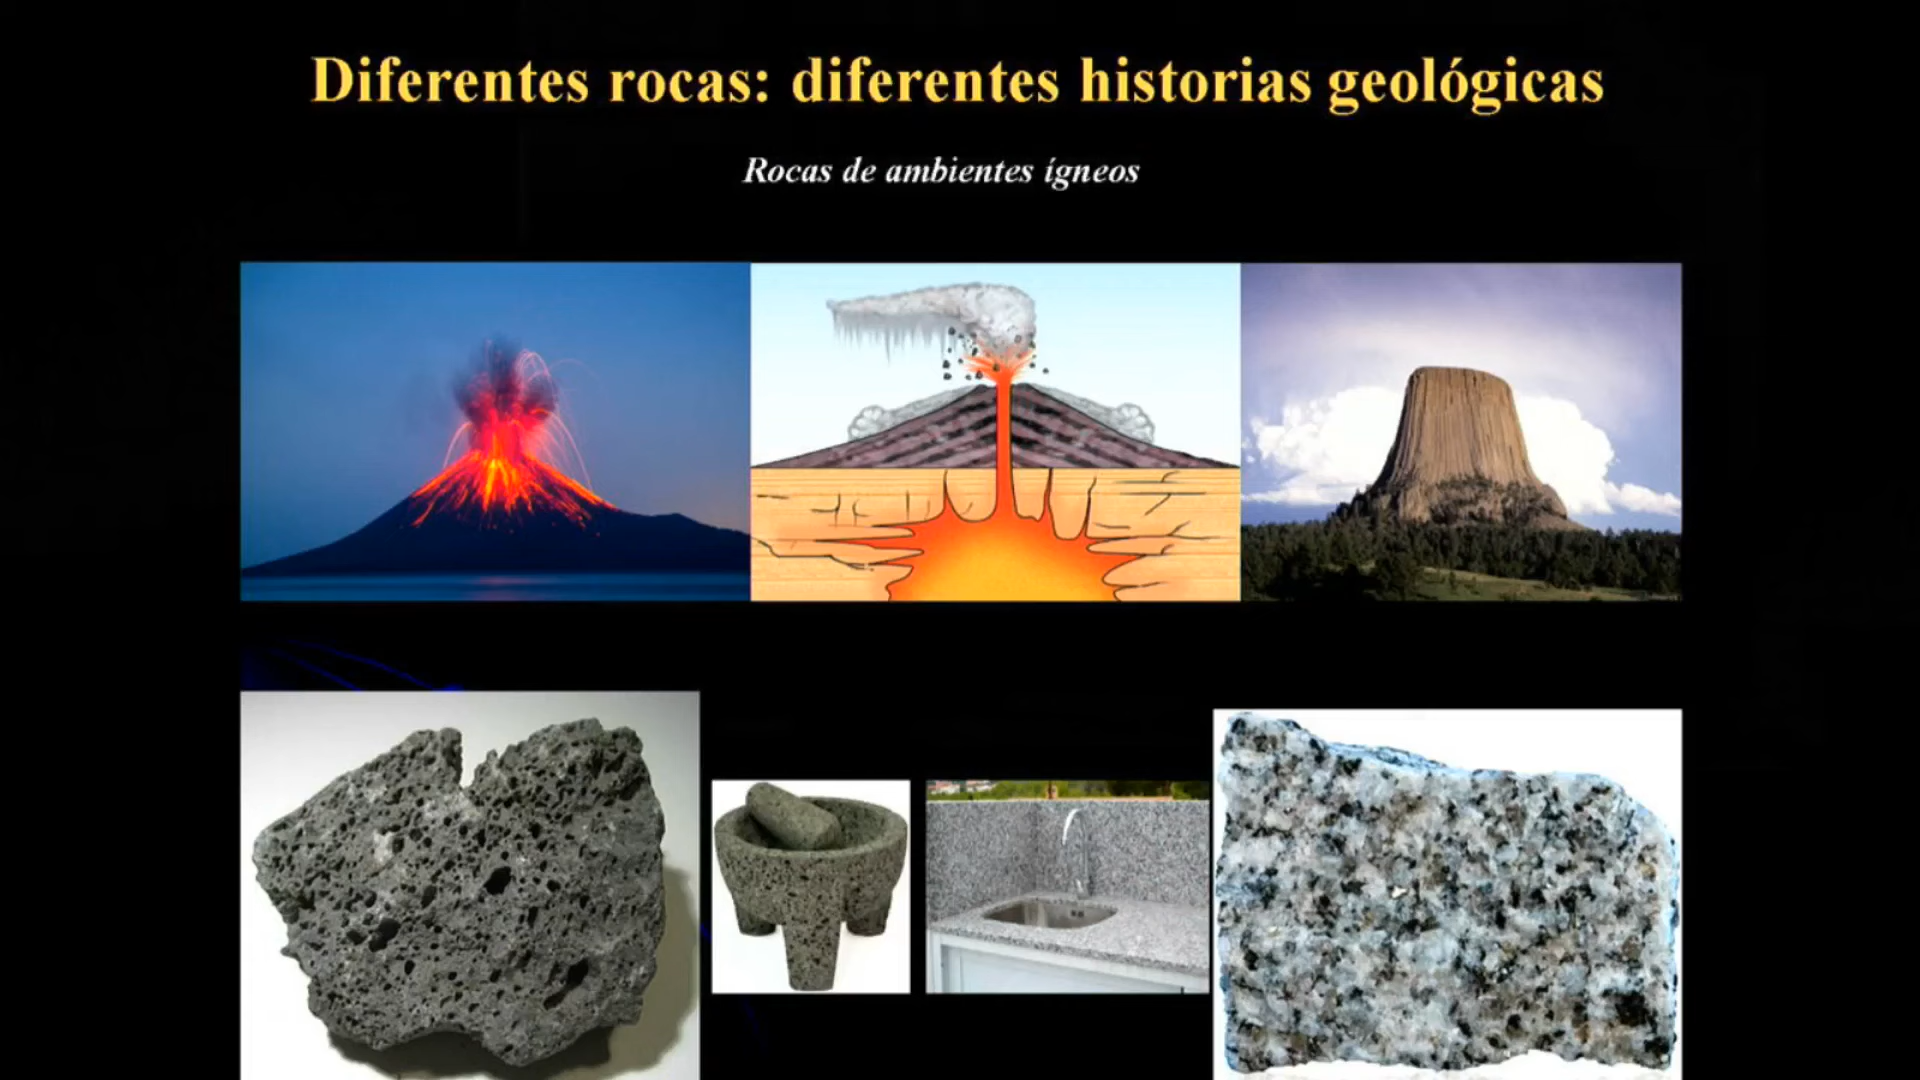 Diferentes rocas: diferentes historias geológicas
Rocas de ambientes ígneos